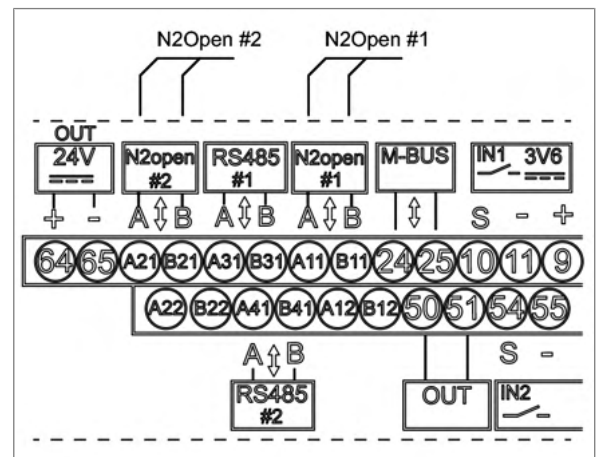 N2Open #2 N2Open #1
OUT
24V N2open RS485 N2open M-BUS IN1 3V6
#2 #1 #1
+ - A B A B A B S - +
64 65 A21 B21 A31 B31 A11 B11 24 25 10 11 9
A22 B22 A41 B41 A12 B12 50 51 54 55
A B S -
RS485 OUT IN2
#2